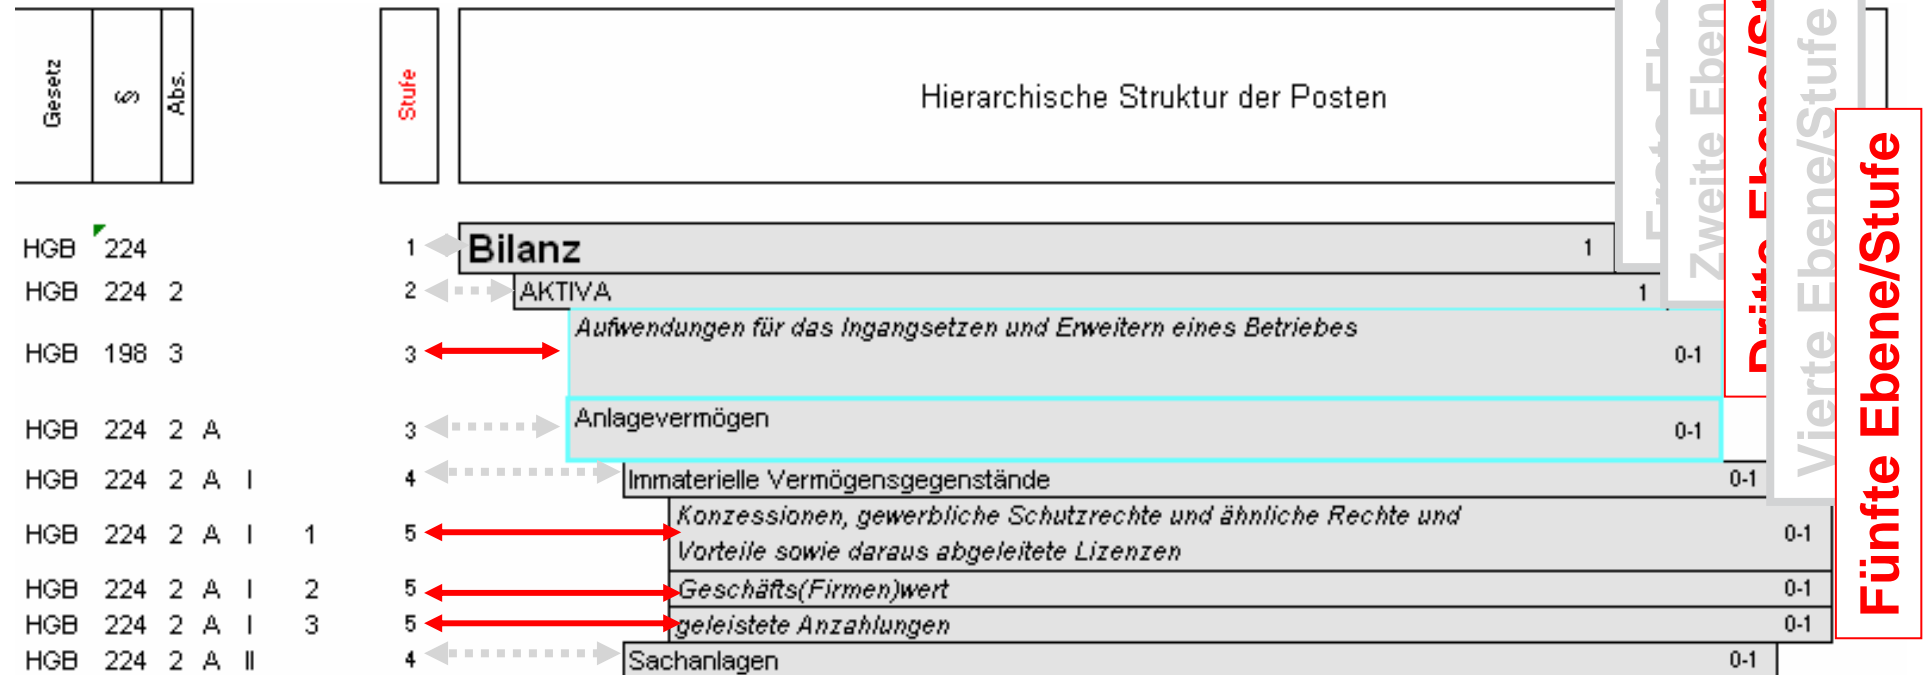 Gesetz § Abs. Stufe Hierarchische Struktur der Posten
HGB 224 1 Bilanz 1
HGB 224 2 2 AKTIVA 1
HGB 198 3 3 Aufwendungen für das Ingangsetzen und Erweitern eines Betriebes 0-1
HGB 224 2 A 3 Anlagevermögen 0-1
HGB 224 2 A I 4 Immaterielle Vermögensgegenstände 0-1
HGB 224 2 A I 1 5 Konzessionen, gewerbliche Schutzrechte und ähnliche Rechte und
Vorteile sowie daraus abgeleitete Lizenzen 0-1
HGB 224 2 A I 2 5 Geschäfts(Firmen)wert 0-1
HGB 224 2 A I 3 5 geleistete Anzahlungen 0-1
HGB 224 2 A II 4 Sachanlagen 0-1
Zweite Eben
Vierte Ebene/Stufe
Fünfte Ebene/Stufe